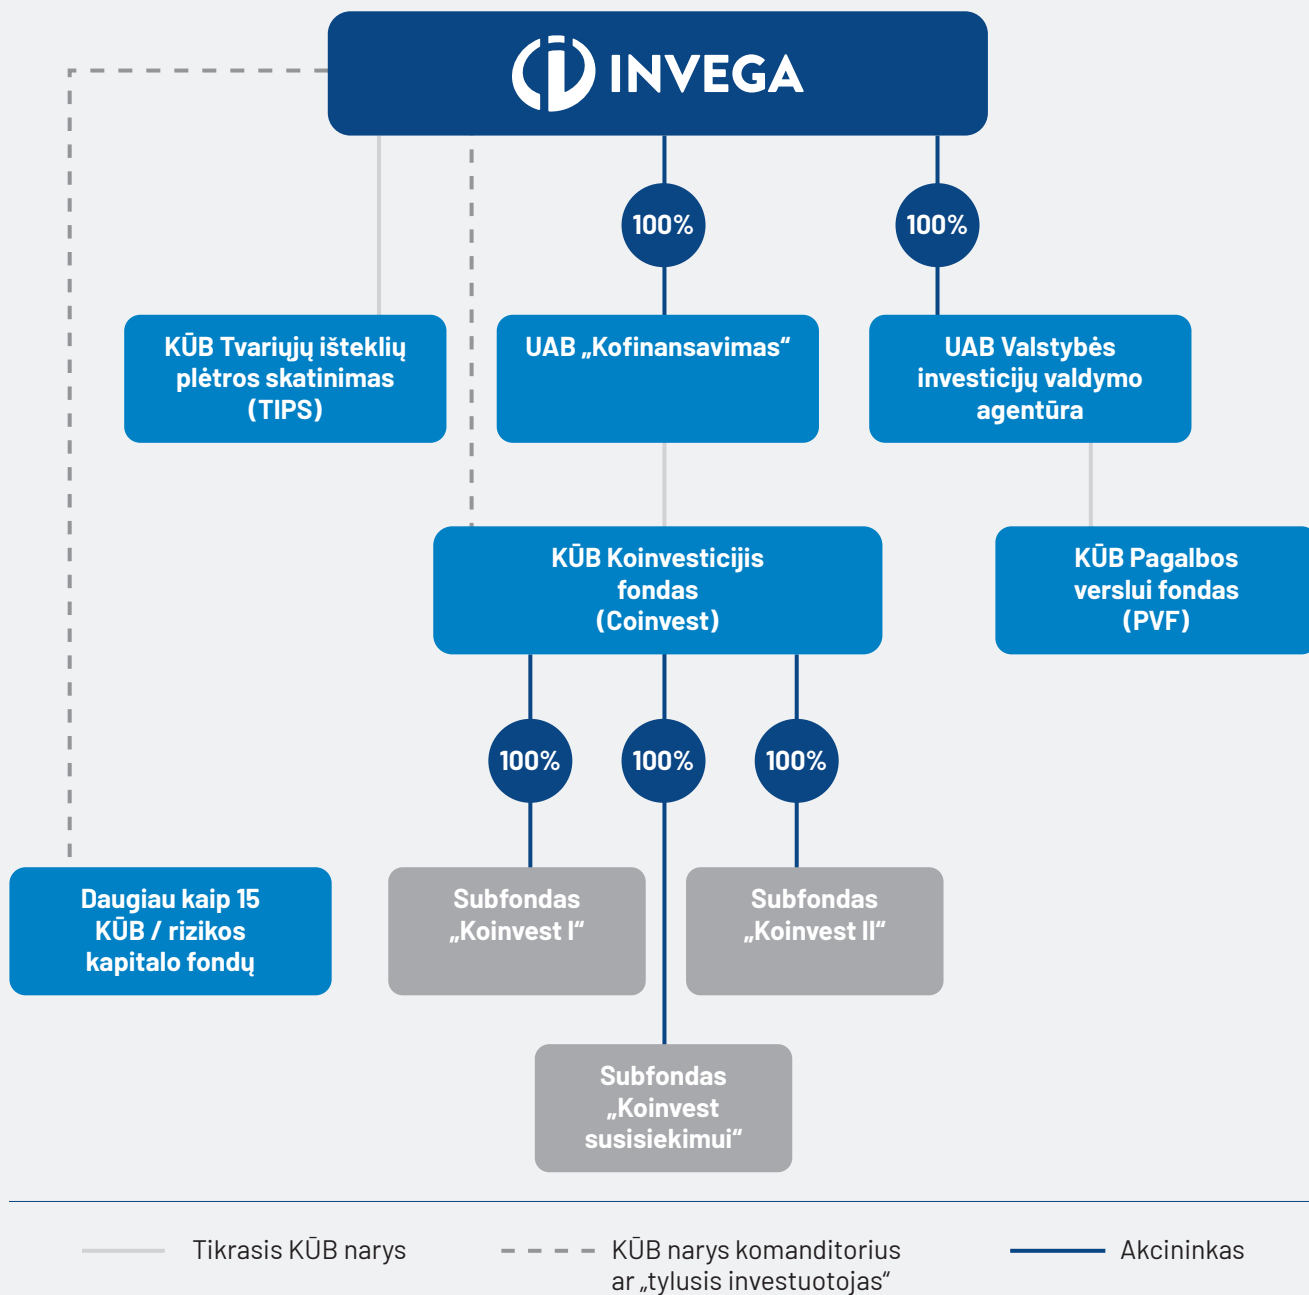 INVEGA
100%
100%
KŪB Tvariųjų išteklių
plėtros skatinimas
(TIPS)
UAB „Kofinansavimas“
UAB Valstybės
investicijų valdymo
agentūra
KŪB Koinvesticijis
fondas
(Coinvest)
KŪB Pagalbos
verslui fondas
(PVF)
100%
100%
100%
Daugiau kaip 15
KŪB / rizikos
kapitalo fondų
Subfondas
„Koinvest I“
Subfondas
„Koinvest II“
Subfondas
„Koinvest
susisiekimui“
Tikrasis KŪB narys
KŪB narys komanditorius
ar „tylusis investuotojas“
Akcininkas